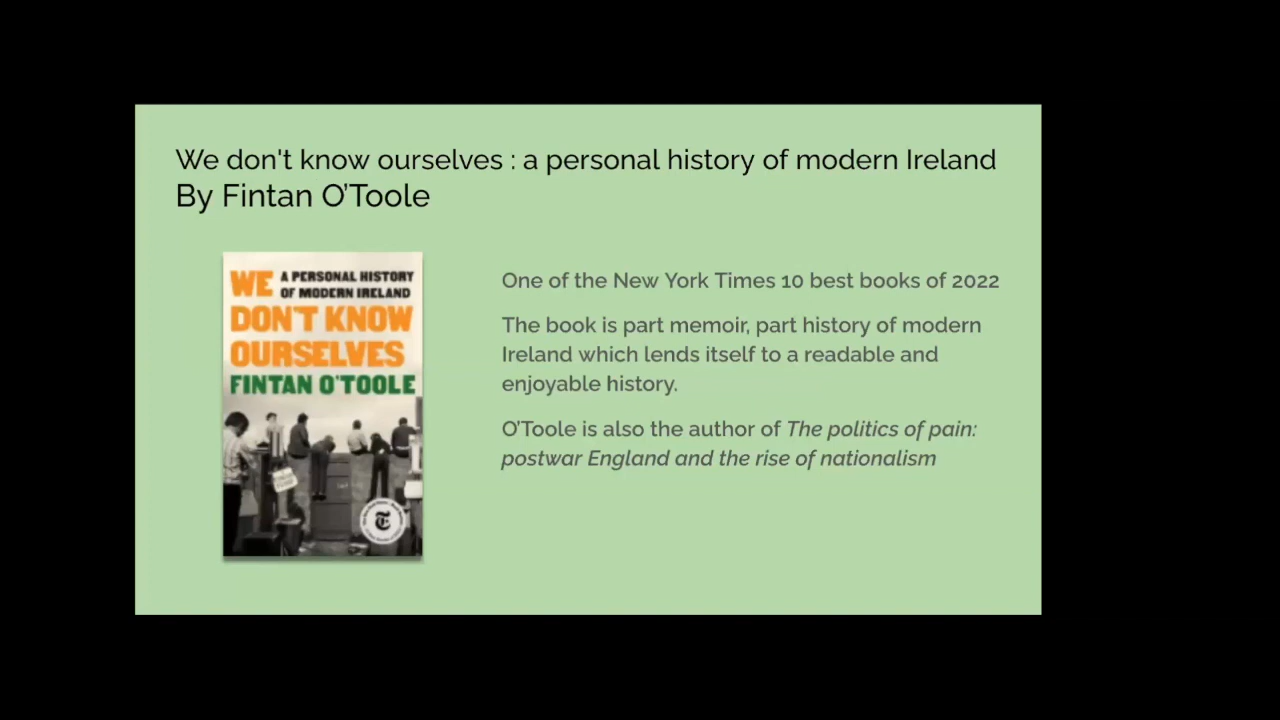 We don't know ourselves : a personal history of modern Ireland
By Fintan O'Toole
WE A PERSONAL HISTORY
OF MODERN IRELAND
DON'T KNOW
OURSELVES
FINTAN O'TOOLE
One of the New York Times 10 best books of 2022
The book is part memoir, part history of modern
Ireland which lends itself to a readable and
enjoyable history.
O'Toole is also the author of The politics of pain:
postwar England and the rise of nationalism